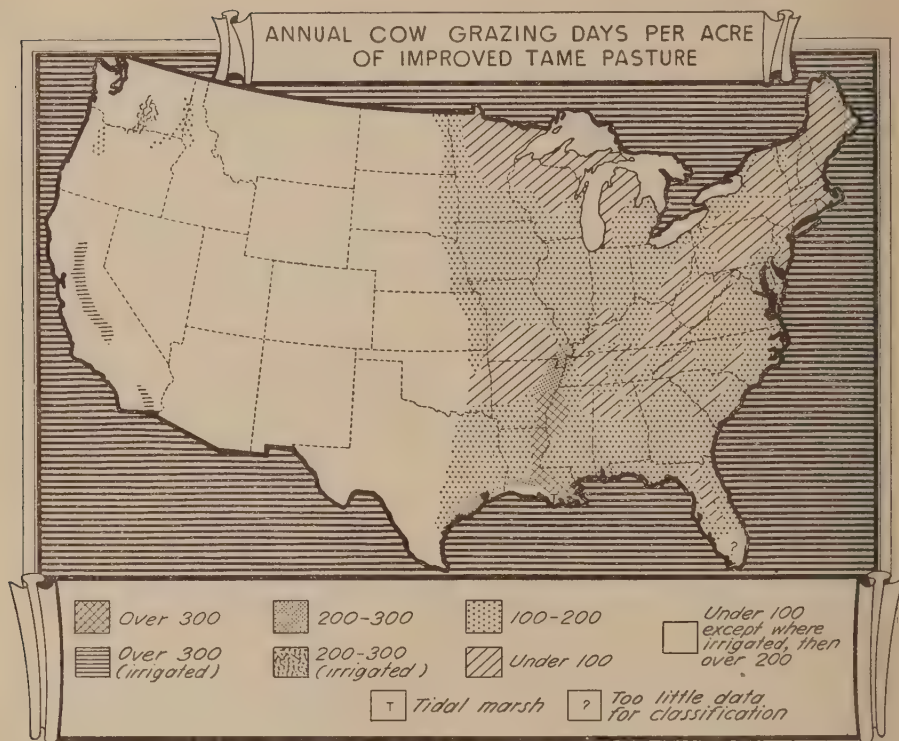 ANNUAL COW GRAZING DAYS PER ACRE
OF IMPROVED TAME PASTURE
?
Over 300
200-300
100-200
Under 100
except where
irrigated, then
over 200
Over 300
(irrigated)
200-300
(irrigated)
Under 100
T Tidal marsh
? Too little data
for classification